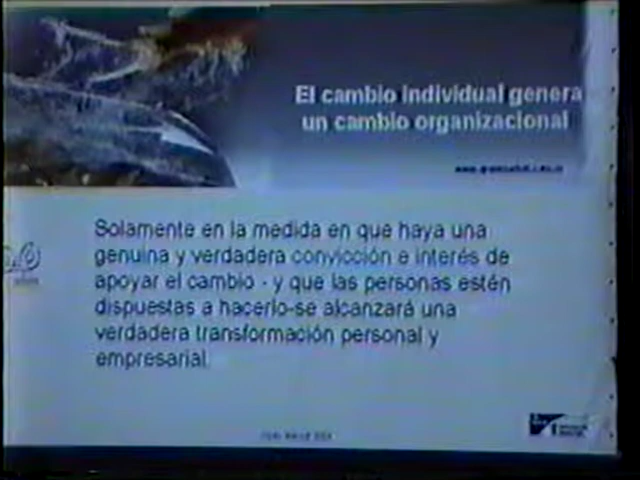 El cambio individual genera
un cambio organizacional
Solamente en la medida en que haya una
genuina y verdadera convicción e interés de
apoyar el cambio - y que las personas estén
dispuestas a hacerlo-se alcanzará una
verdadera transformación personal y
empresarial